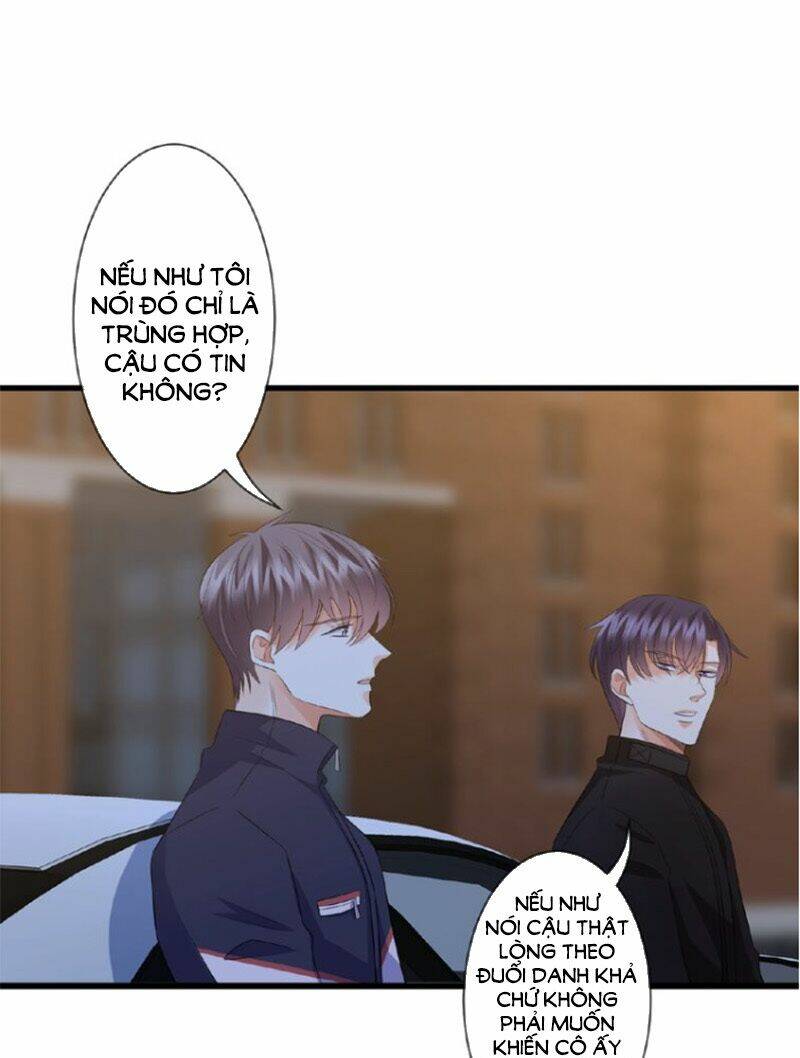 NẾU NHƯ TÔI
NÓI ĐÓ CHỈ LÀ
TRÙNG HỢP,
CẬU CÓ TIN
KHÔNG?
NẾU NHƯ
NÓI CẬU THẬT
LÒNG THEO
ĐUỔI DANH KHẢ
CHỨ KHÔNG
PHẢI MUỐN
KHIẾN CÔ ẤY